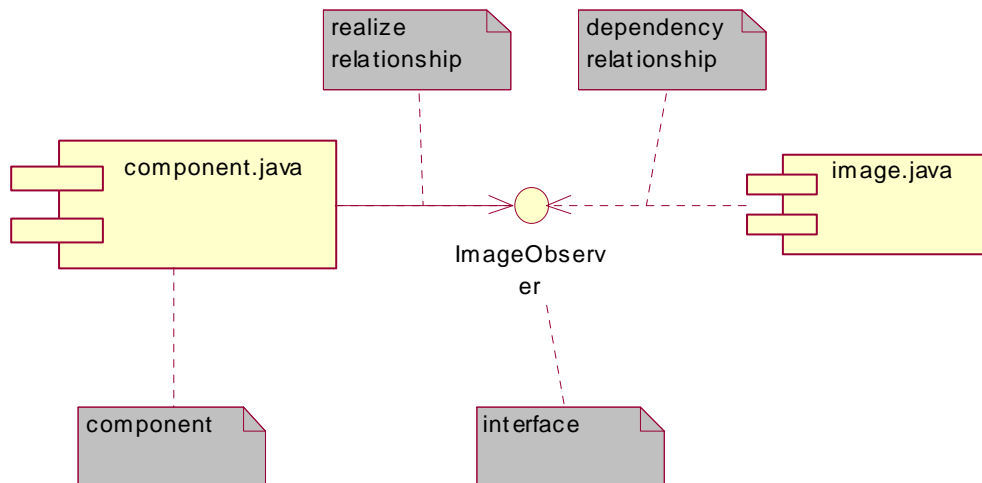 realize
relationship
dependency
relationship
component.java
image.java
ImageObserv
er
component
interface